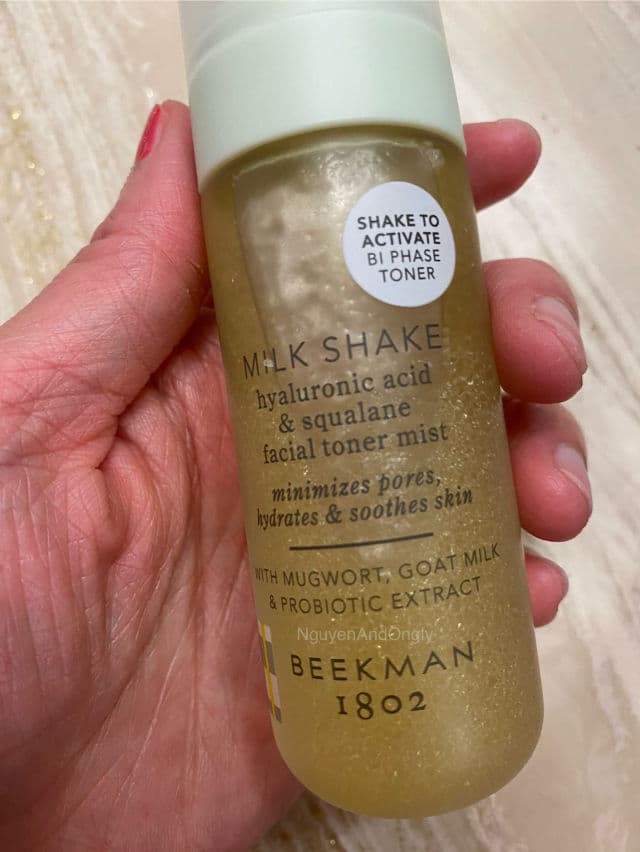 SHAKE TO
ACTIVATE
BI PHASE
TONER
MILK SHAKE
hyaluronic acid
& squalane
facial toner mist
minimizes pores,
hydrates & soothes skin
WITH MUGWORT, GOAT MILK
& PROBIOTIC EXTRACT
NguyenAndOngly
BEEKMAN
1802